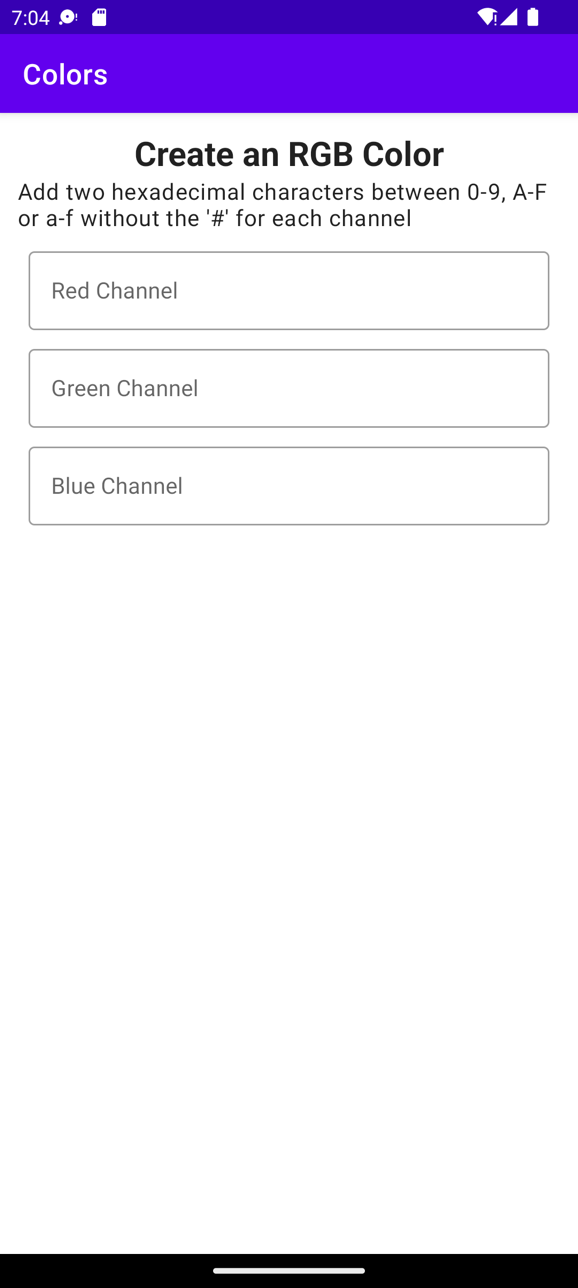 7:04
Colors
Create an RGB Color
Add two hexadecimal characters between 0-9, A-F
or a-f without the '#' for each channel
Red Channel
Green Channel
Blue Channel